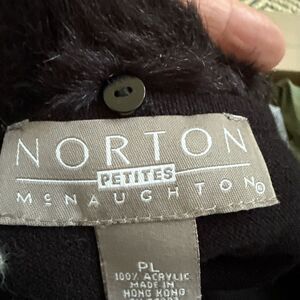 NORTON
PETITES
McNAUGHTON®
PL
100% ACRYLIC
MADE IN
HONG KONG